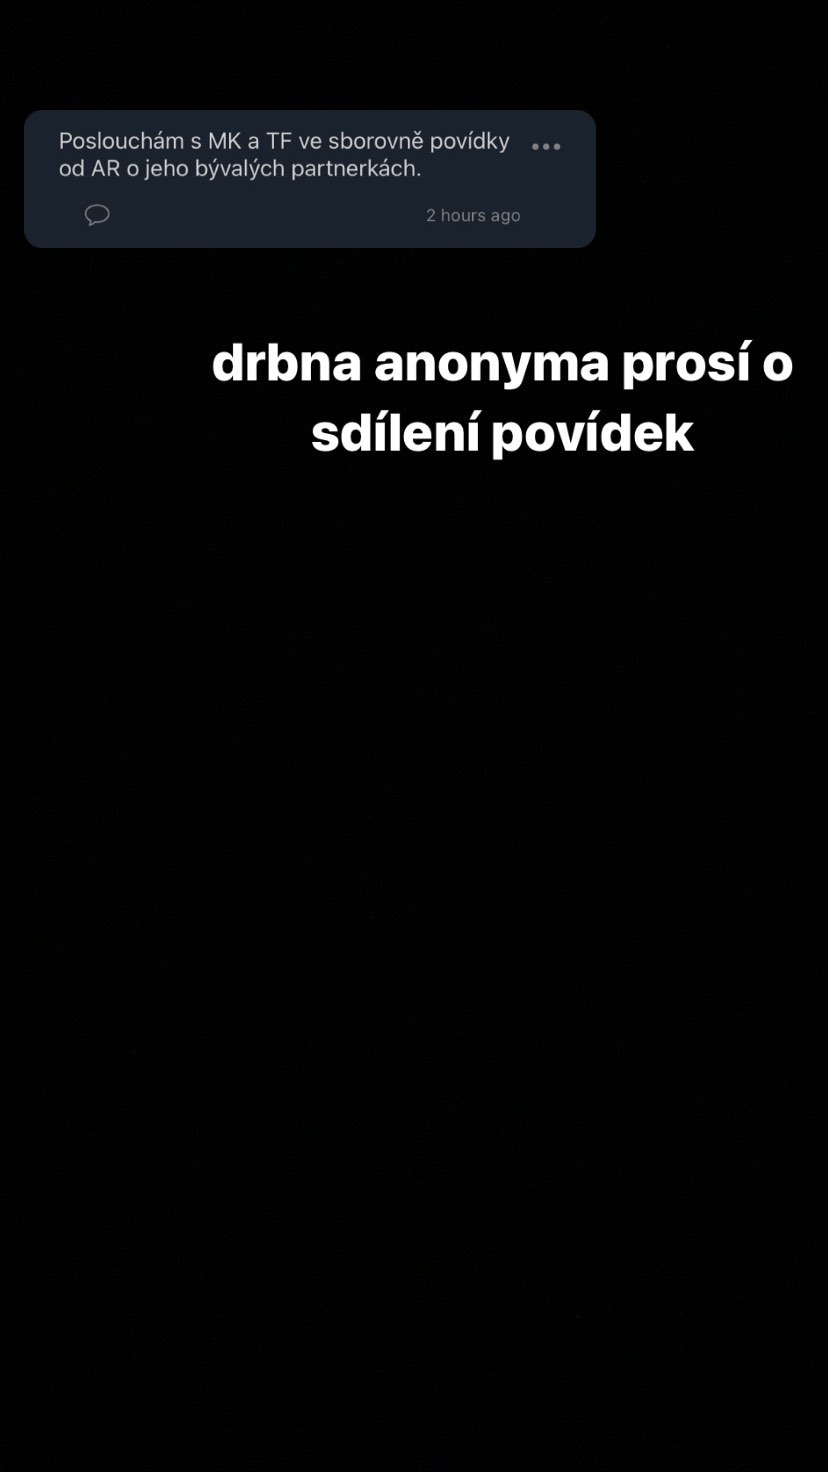 Poslouchám s MK a TF ve sborovně povídky
od AR o jeho bývalých partnerkách.
2 hours ago
drbna anonyma prosí o
sdílení povídek